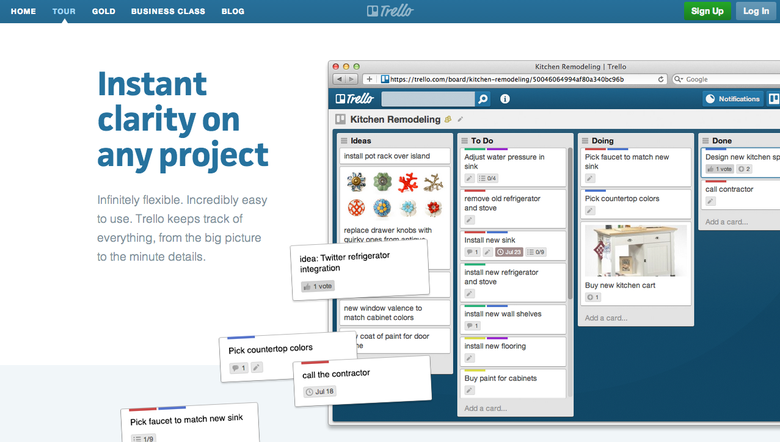 HOME TOUR GOLD BUSINESS CLASS BLOG Trello Sign Up Log In
Instant
clarity on
any project
Infinitely flexible. Incredibly easy
to use. Trello keeps track of
everything, from the big picture
to the minute details.
Kitchen Remodeling | Trello
https://trello.com/board/kitchen-remodeling/50046064994af80a340bc96b
Google
Trello
Notifications
Kitchen Remodeling
Ideas
install pot rack over island
replace drawer knobs with
quirky ones from antique
idea: Twitter refrigerator
integration
1 vote
new window valence to
match cabinet colors
coat of paint for door
Pick countertop colors
1
call the contractor
Jul 18
Pick faucet to match new sink
1/9
To Do
Adjust water pressure in
sink
0/4
remove old refrigerator
and stove
Install new sink
1 Jul 25 0/9
install new refrigerator
and stove
install new wall shelves
1
install new flooring
Buy paint for cabinets
Add a card...
Doing
Pick faucet to match new
sink
Pick countertop colors
Buy new kitchen cart
1
Add a card...
Done
Design new kitchen
1 vote 2
call contractor
Add a card...